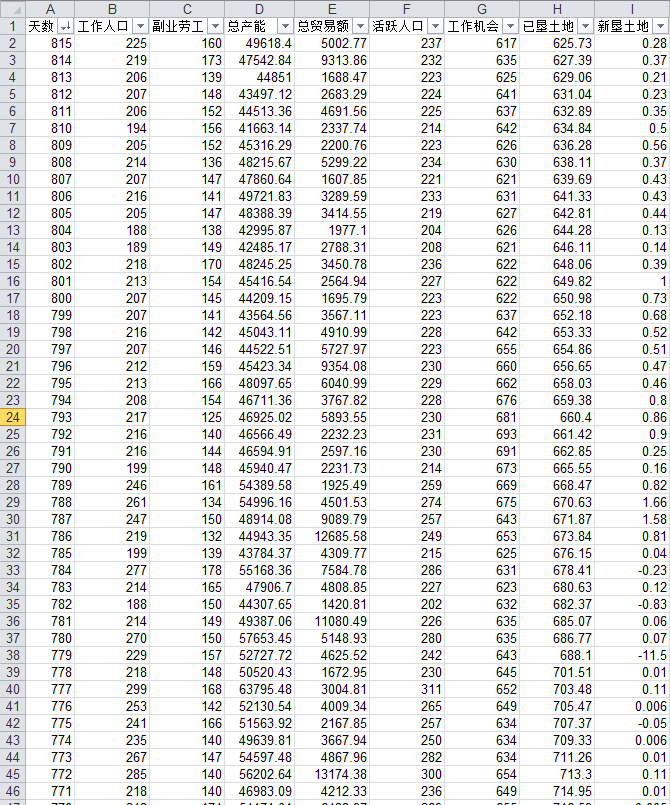 A B C D E F G H I
1 天数 工作人口 副业劳工 总产能 总贸易额 活跃人口 工作机会 已垦土地 新垦土地
2 815 225 160 49618.4 5002.77 237 617 625.73 0.28
3 814 219 173 47542.84 9313.86 232 635 627.39 0.37
4 813 206 139 44851 1688.47 223 625 629.06 0.21
5 812 207 148 43497.12 2683.29 224 641 631.04 0.23
6 811 206 152 44513.36 4691.56 225 637 632.89 0.35
7 810 194 156 41663.14 2337.74 214 642 634.84 0.5
8 809 205 152 45316.29 2200.76 223 626 636.28 0.56
9 808 214 136 48215.67 5299.22 234 630 638.11 0.37
10 807 207 147 47860.64 1607.85 221 621 639.69 0.43
11 806 216 141 49721.83 3289.59 233 631 641.33 0.43
12 805 205 147 48388.39 3414.55 219 627 642.81 0.44
13 804 188 138 42995.87 1977.1 204 626 644.28 0.13
14 803 189 149 42485.17 2788.31 208 621 646.11 0.14
15 802 218 170 48245.25 3450.78 236 622 648.06 0.39
16 801 213 154 45416.54 2564.94 227 622 649.82 1
17 800 207 145 44209.15 1695.79 223 622 650.98 0.73
18 799 207 141 43564.56 3567.11 223 637 652.18 0.68
19 798 216 142 45043.11 4910.99 228 642 653.33 0.52
20 797 207 146 44522.51 5727.97 223 655 654.86 0.51
21 796 212 159 45423.34 9354.08 230 660 656.65 0.47
22 795 213 166 48097.65 6040.99 229 662 658.03 0.46
23 794 208 154 46711.36 3767.82 228 676 659.38 0.8
24 793 217 125 46925.02 5893.55 230 681 660.4 0.86
25 792 216 140 46566.49 2232.23 231 693 661.42 0.9
26 791 216 144 46594.91 2597.16 230 691 662.85 0.25
27 790 199 148 45940.47 2231.73 214 673 665.55 0.16
28 789 246 161 54389.58 1925.49 259 669 668.47 0.82
29 788 261 134 54996.16 4501.53 274 675 670.63 1.66
30 787 247 150 48914.08 9089.79 257 643 671.87 1.58
31 786 219 132 44943.35 12685.58 249 653 673.84 0.81
32 785 199 139 43784.37 4309.77 215 625 676.15 0.04
33 784 277 178 55168.36 7584.78 286 631 678.41 -0.23
34 783 214 165 47906.7 4808.85 227 623 680.63 0.12
35 782 188 150 44307.65 1420.81 202 632 682.37 -0.83
36 781 214 149 49387.06 11080.49 226 635 685.07 0.06
37 780 270 150 57653.45 5148.93 280 635 686.77 0.07
38 779 229 157 52727.72 4625.52 242 643 688.1 -11.5
39 778 218 148 50520.43 1672.95 230 645 701.51 0.01
40 777 299 168 63795.48 3004.81 311 652 703.48 0.11
41 776 253 142 52130.54 4009.34 265 649 705.47 0.006
42 775 241 166 51563.92 2167.85 257 634 707.37 -0.05
43 774 235 140 49639.81 3667.94 250 634 709.33 0.006
44 773 267 147 54597.48 4867.96 282 634 711.26 0.01
45 772 285 140 56202.64 13174.38 300 654 713.3 0.11
46 771 218 140 46983.09 4212.33 236 649 714.95 0.01